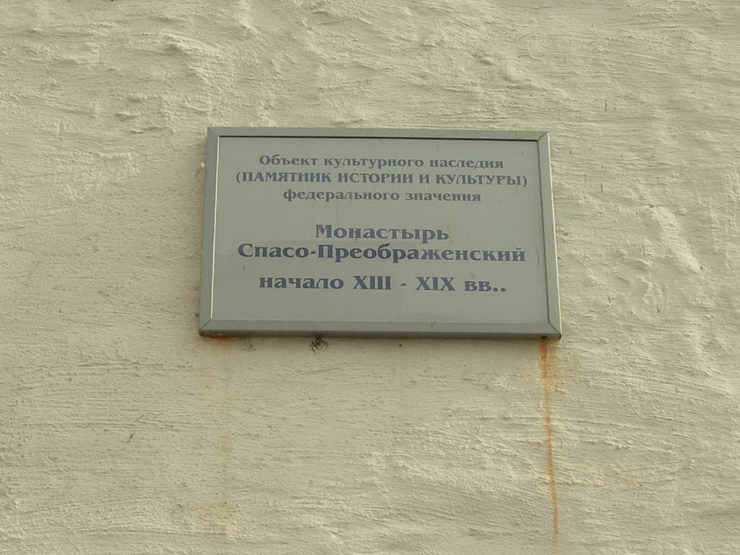 Объект культурного наследия
(ПАМЯТНИК ИСТОРИИ И КУЛЬТУРЫ)
федерального значения
Монастырь
Спасо-Преображенский
начало XIII - XIX вв..